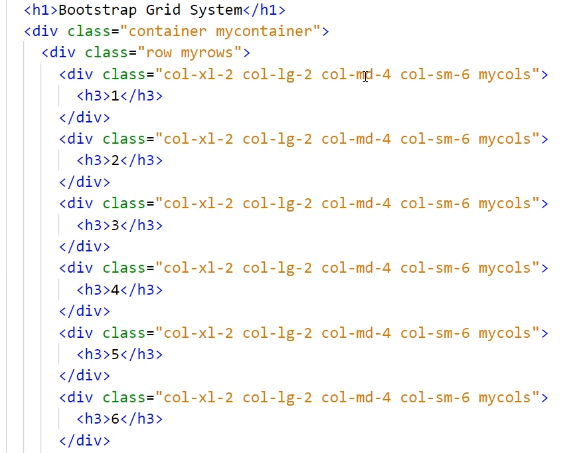 <h1>Bootstrap Grid System</h1>
<div class="container mycontainer">
<div class="row myrows">
<div class="col-xl-2 col-lg-2 col-md-4 col-sm-6 mycols">
<h3>1</h3>
</div>
<div class="col-xl-2 col-lg-2 col-md-4 col-sm-6 mycols">
<h3>2</h3>
</div>
<div class="col-xl-2 col-lg-2 col-md-4 col-sm-6 mycols">
<h3>3</h3>
</div>
<div class="col-xl-2 col-lg-2 col-md-4 col-sm-6 mycols">
<h3>4</h3>
</div>
<div class="col-xl-2 col-lg-2 col-md-4 col-sm-6 mycols">
<h3>5</h3>
</div>
<div class="col-xl-2 col-lg-2 col-md-4 col-sm-6 mycols">
<h3>6</h3>
</div>